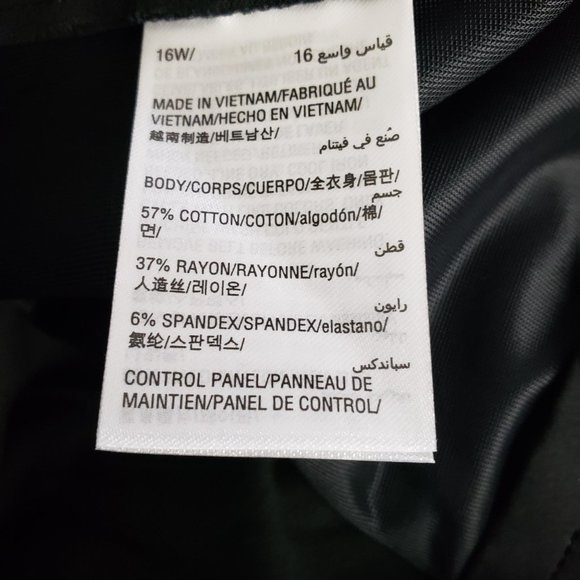 16W/ قياس واسع 16
MADE IN VIETNAM/FABRIQUÉ AU
VIETNAM/HECHO EN VIETNAM/
越南制造/베트남산/
صُنع في فيتنام
BODY/CORPS/CUERPO/全衣身/몸판/
جسم
57% COTTON/COTON/algodón/棉/
면/
قطن
37% RAYON/RAYONNE/rayón/
人造丝/레이온/
رايون
6% SPANDEX/SPANDEX/elastano/
氨纶/스판덱스/
سباندكس
CONTROL PANEL/PANNEAU DE
MAINTIEN/PANEL DE CONTROL/